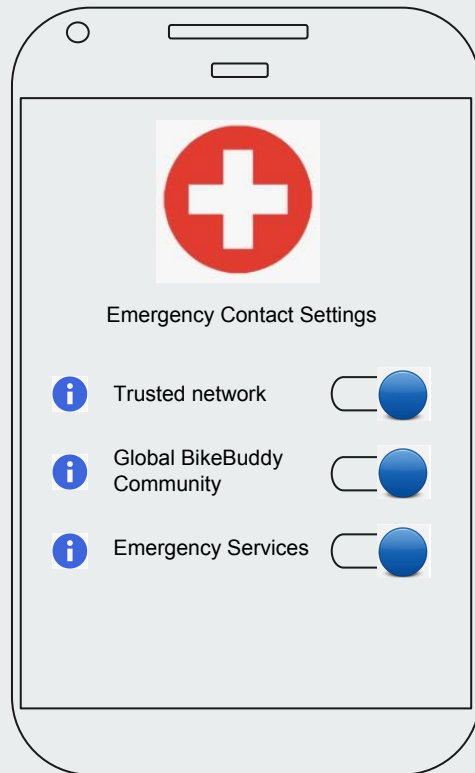 Emergency Contact Settings
Trusted network
Global BikeBuddy
Community
Emergency Services